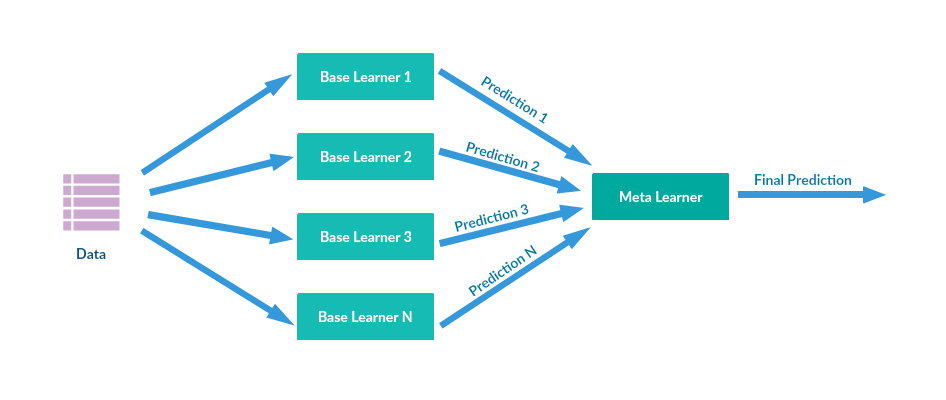 Data
Base Learner 1
Base Learner 2
Base Learner 3
Base Learner N
Prediction 1
Prediction 2
Prediction 3
Prediction N
Meta Learner
Final Prediction